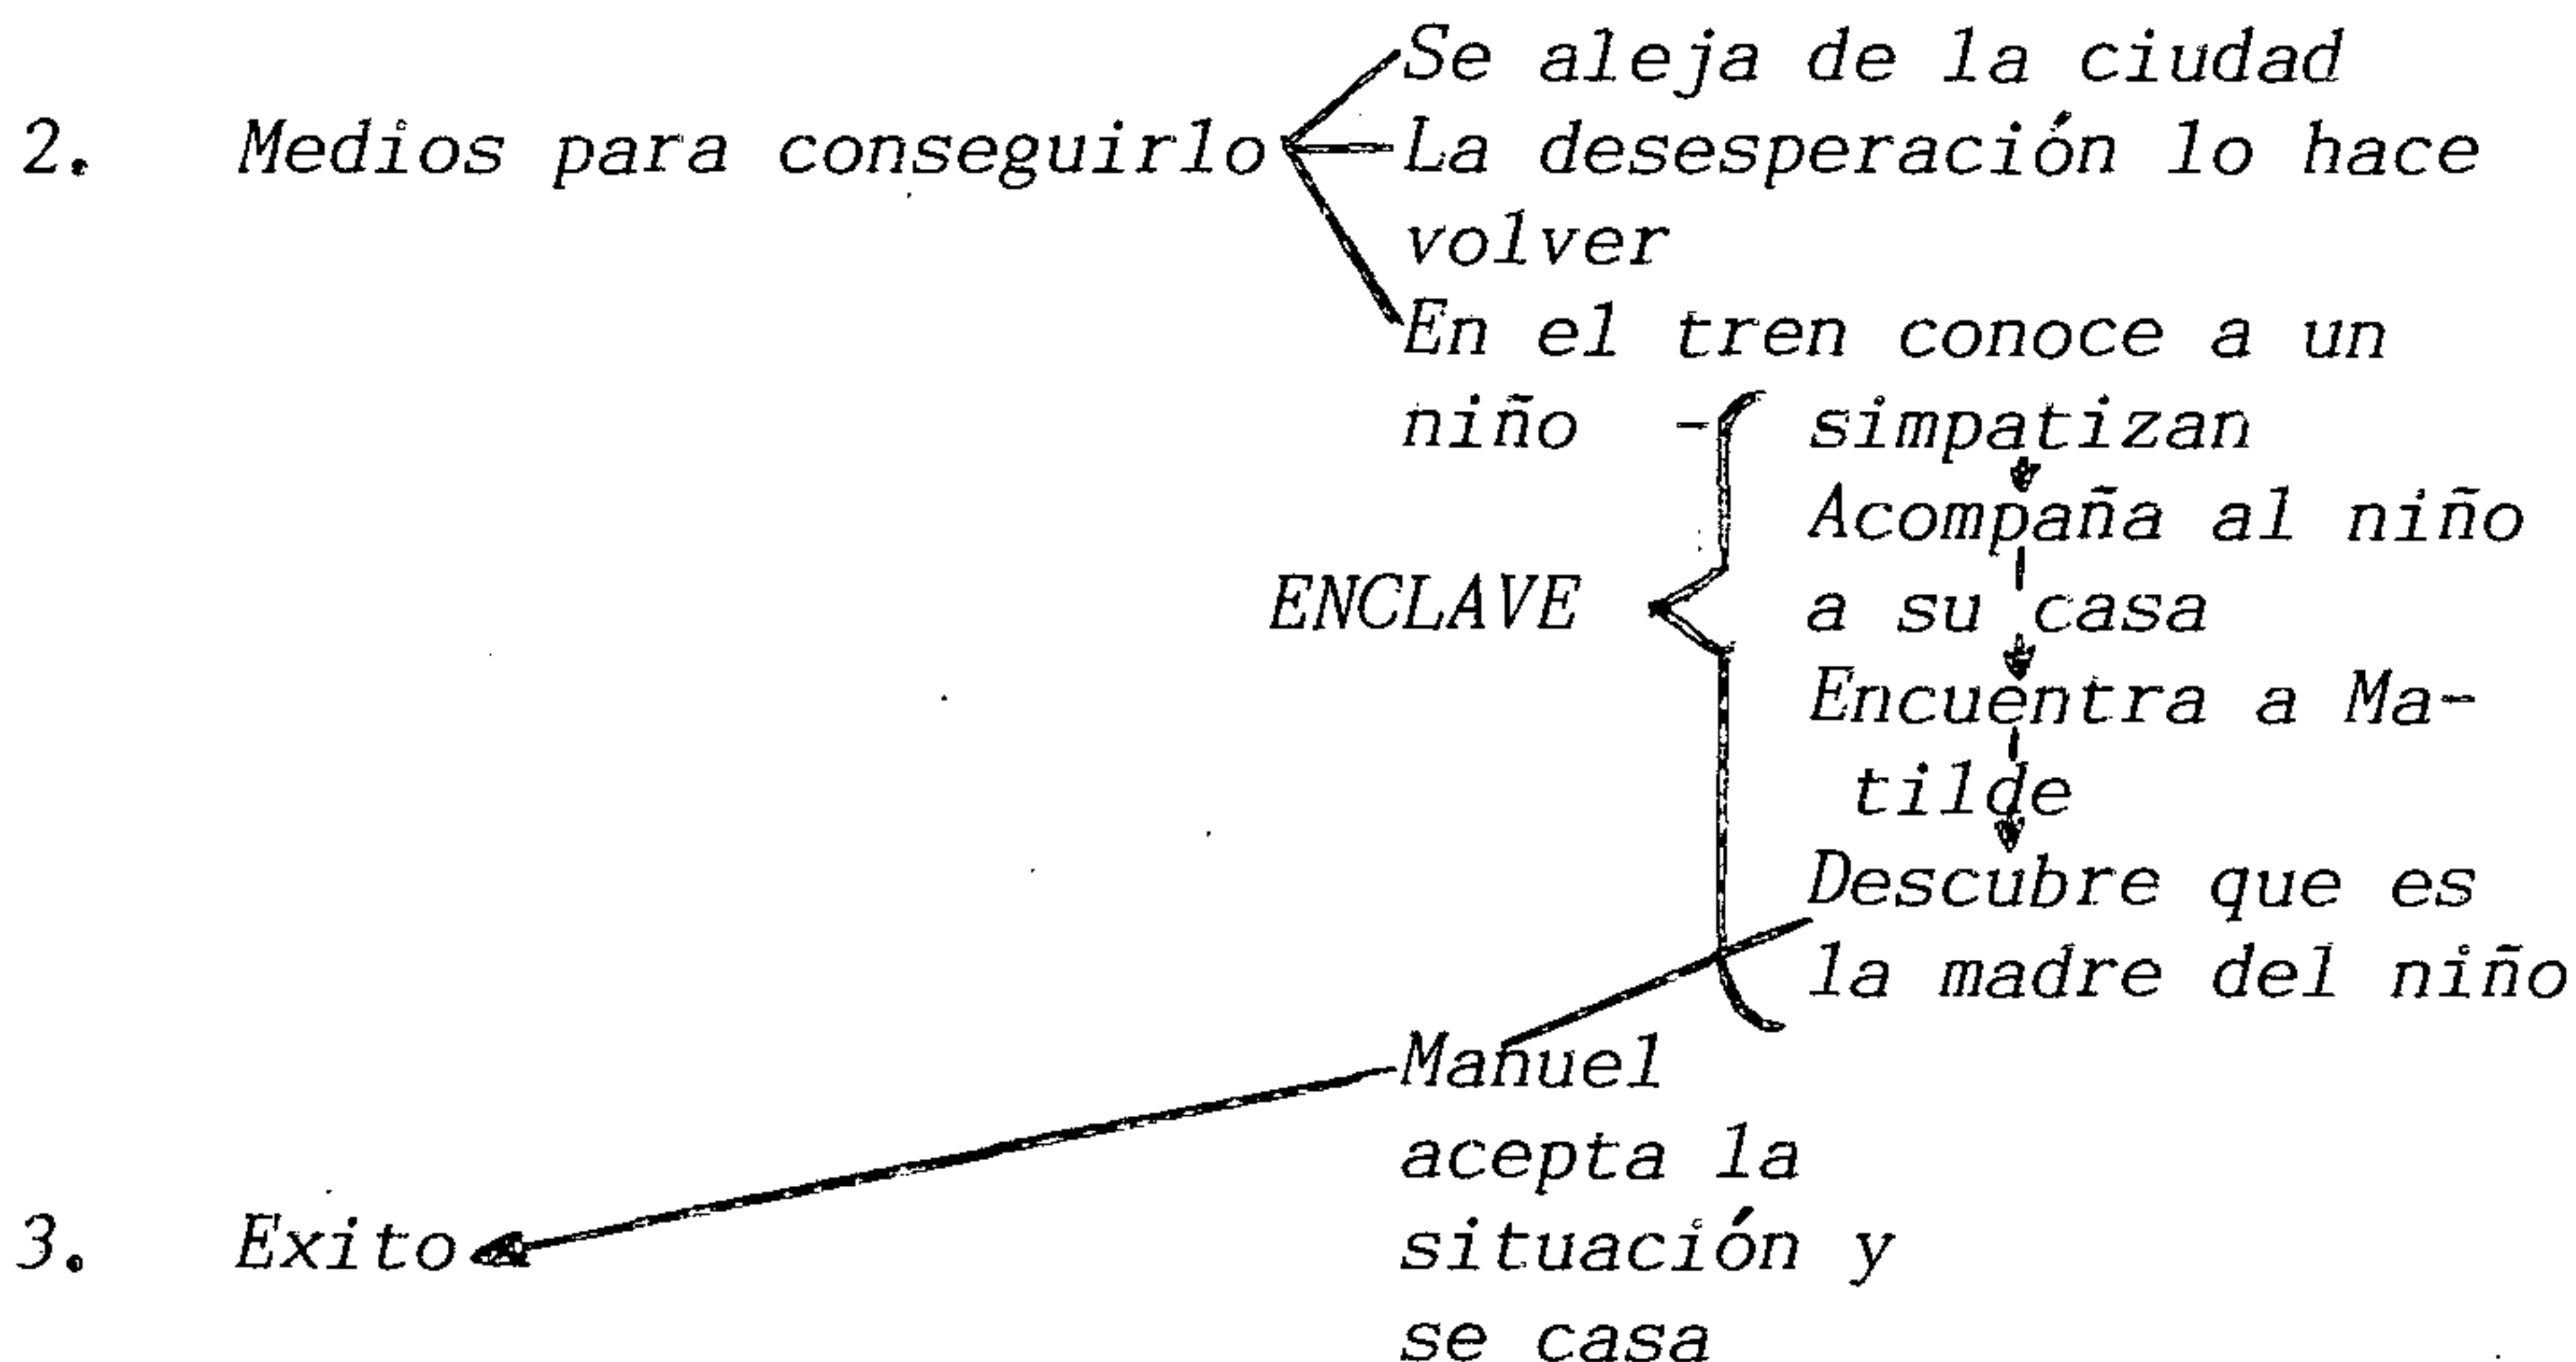 Se aleja de la ciudad
2. Medios para conseguirlo La desesperación lo hace
volver
En el tren conoce a un
niño - simpatizan
Acompaña al niño
ENCLAVE a su casa
Encuentra a Ma-
tilde
Descubre que es
la madre del niño
Manuel
acepta la
3. Exito situación y
se casa